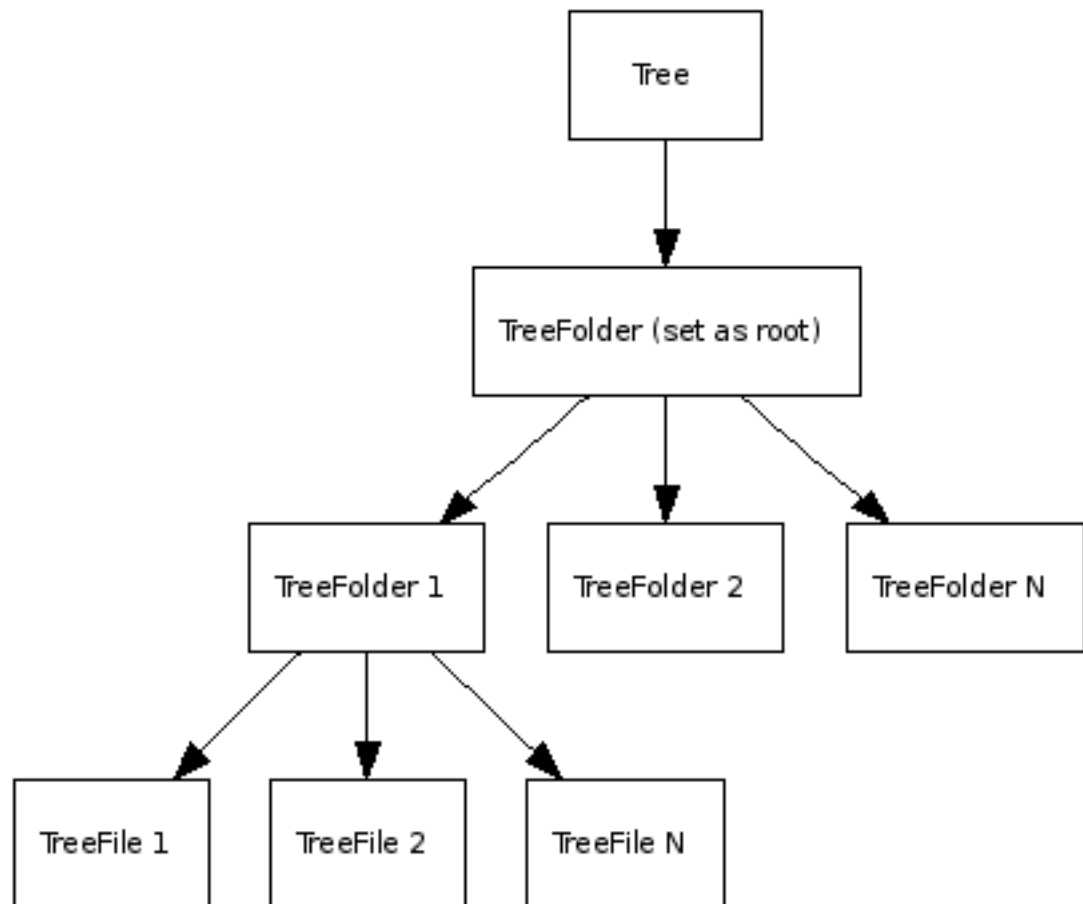 Tree
TreeFolder (set as root)
TreeFolder 1
TreeFolder 2
TreeFolder N
TreeFile 1
TreeFile 2
TreeFile N